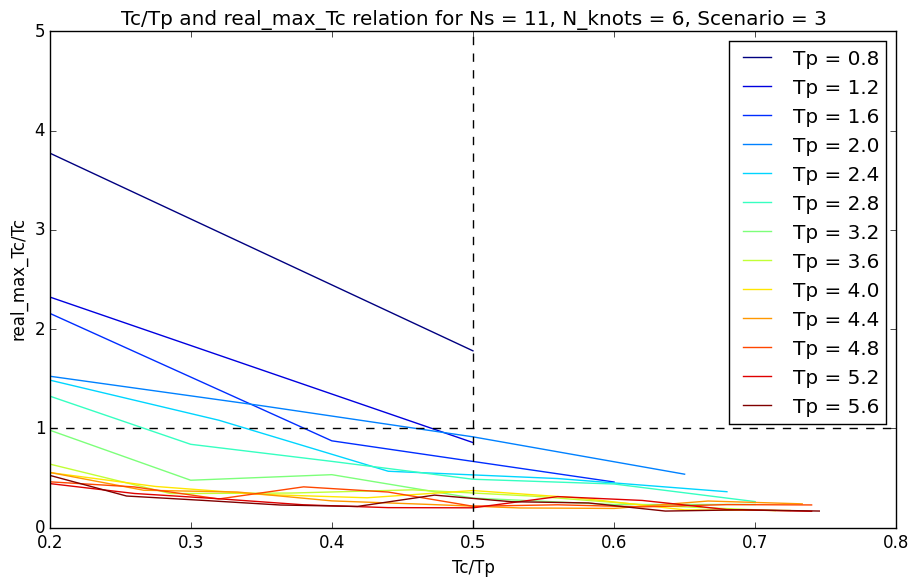 Tc/Tp and real_max_Tc relation for Ns = 11, N_knots = 6, Scenario = 3
real_max_Tc/Tc
5
4
3
2
1
0
0.2 0.3 0.4 0.5 0.6 0.7 0.8
Tc/Tp
Tp = 0.8
Tp = 1.2
Tp = 1.6
Tp = 2.0
Tp = 2.4
Tp = 2.8
Tp = 3.2
Tp = 3.6
Tp = 4.0
Tp = 4.4
Tp = 4.8
Tp = 5.2
Tp = 5.6